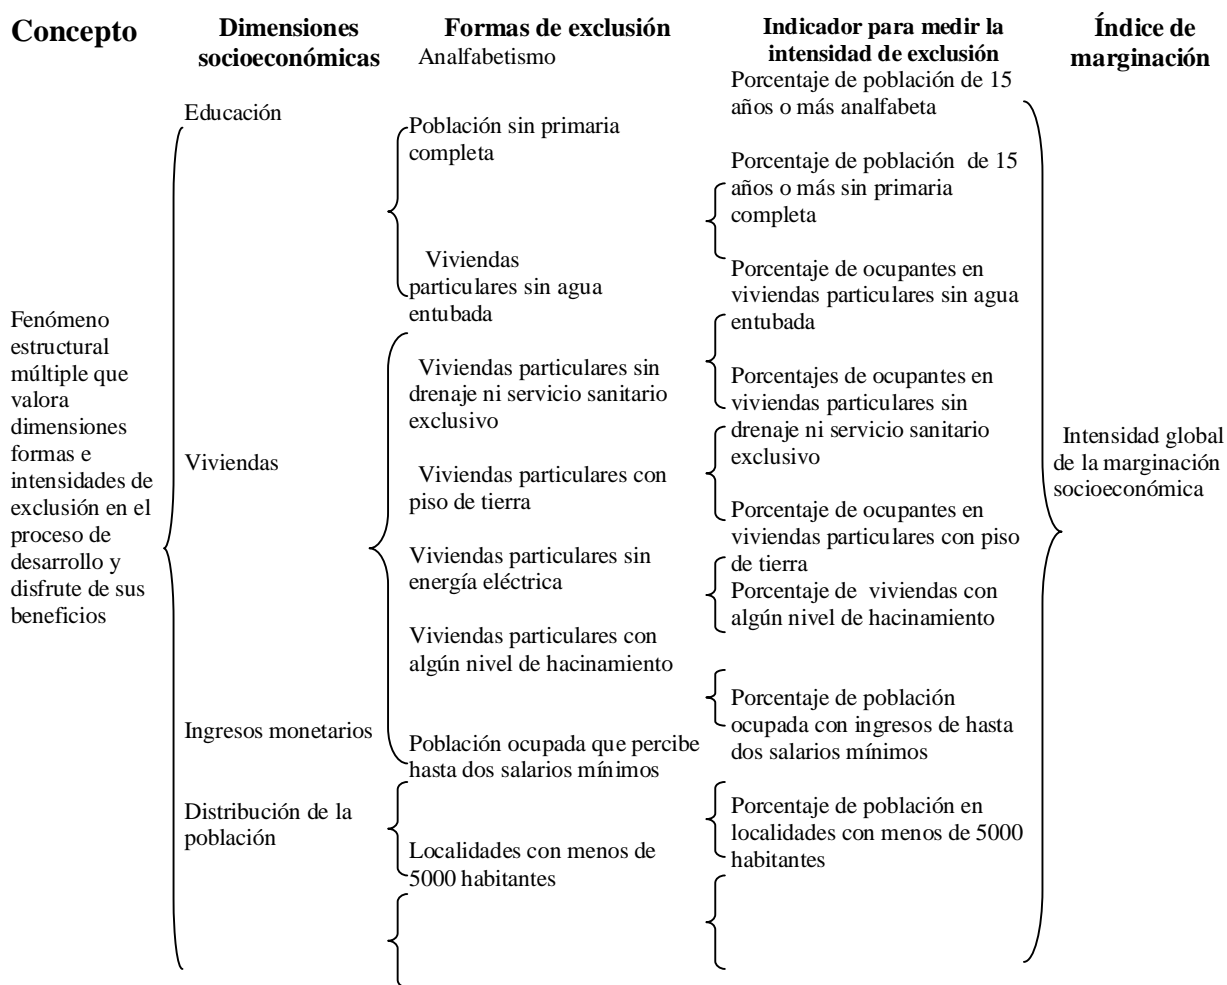 Concepto
Dimensiones
socioeconómicas
Formas de exclusión
Analfabetismo
Indicador para medir la
intensidad de exclusión
Índice de
marginación
Fenómeno
estructural
múltiple que
valora
dimensiones
formas e
intensidades de
exclusión en el
proceso de
desarrollo y
disfrute de sus
beneficios
Educación
Viviendas
Ingresos monetarios
Distribución de la
población
Población sin primaria
completa
Viviendas
particulares sin agua
entubada
Viviendas particulares sin
drenaje ni servicio sanitario
exclusivo
Viviendas particulares con
piso de tierra
Viviendas particulares sin
energía eléctrica
Viviendas particulares con
algún nivel de hacinamiento
Población ocupada que percibe
hasta dos salarios mínimos
Localidades con menos de
5000 habitantes
Porcentaje de población de 15
años o más analfabeta
Porcentaje de población de 15
años o más sin primaria
completa
Porcentaje de ocupantes en
viviendas particulares sin agua
entubada
Porcentajes de ocupantes en
viviendas particulares sin
drenaje ni servicio sanitario
exclusivo
Porcentaje de ocupantes en
viviendas particulares con piso
de tierra
Porcentaje de viviendas con
algún nivel de hacinamiento
Porcentaje de población
ocupada con ingresos de hasta
dos salarios mínimos
Porcentaje de población en
localidades con menos de 5000
habitantes
Intensidad global
de la marginación
socioeconómica